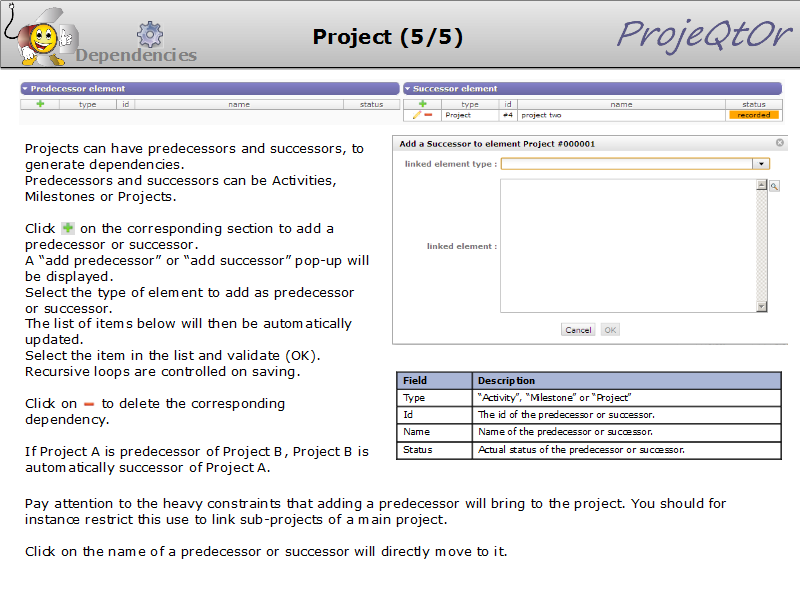 Project (5/5)
ProjeQtOr
Dependencies
Predecessor element
type id name status
Successor element
type id name status
Project #4 project two recorded
Projects can have predecessors and successors, to
generate dependencies.
Predecessors and successors can be Activities,
Milestones or Projects.
Click on the corresponding section to add a
predecessor or successor.
A “add predecessor” or “add successor” pop-up will
be displayed.
Select the type of element to add as predecessor
or successor.
The list of items below will then be automatically
updated.
Select the item in the list and validate (OK).
Recursive loops are controlled on saving.
Click on to delete the corresponding
dependency.
If Project A is predecessor of Project B, Project B is
automatically successor of Project A.
Add a Successor to element Project #000001
linked element type :
linked element :
Cancel OK
Field Description
Type “Activity”, “Milestone” or “Project”
Id The id of the predecessor or successor.
Name Name of the predecessor or successor.
Status Actual status of the predecessor or successor.
Pay attention to the heavy constraints that adding a predecessor will bring to the project. You should for
instance restrict this use to link sub-projects of a main project.
Click on the name of a predecessor or successor will directly move to it.